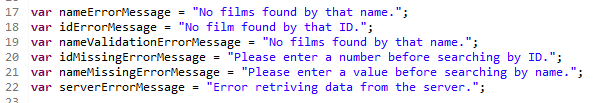 17 var nameErrorMessage = "No films found by that name.";
18 var idErrorMessage = "No film found by that ID.";
19 var nameValidationErrorMessage = "No films found by that name.";
20 var idMissingErrorMessage = "Please enter a number before searching by ID.";
21 var nameMissingErrorMessage = "Please enter a value before searching by name.";
22 var serverErrorMessage = "Error retriving data from the server.";
23